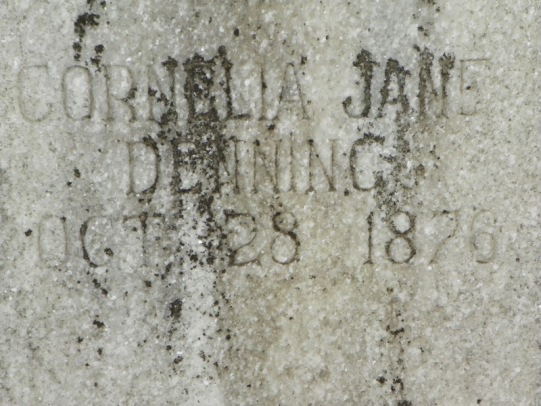 CORNELIA JANE
DENNING
OCT 28 1876